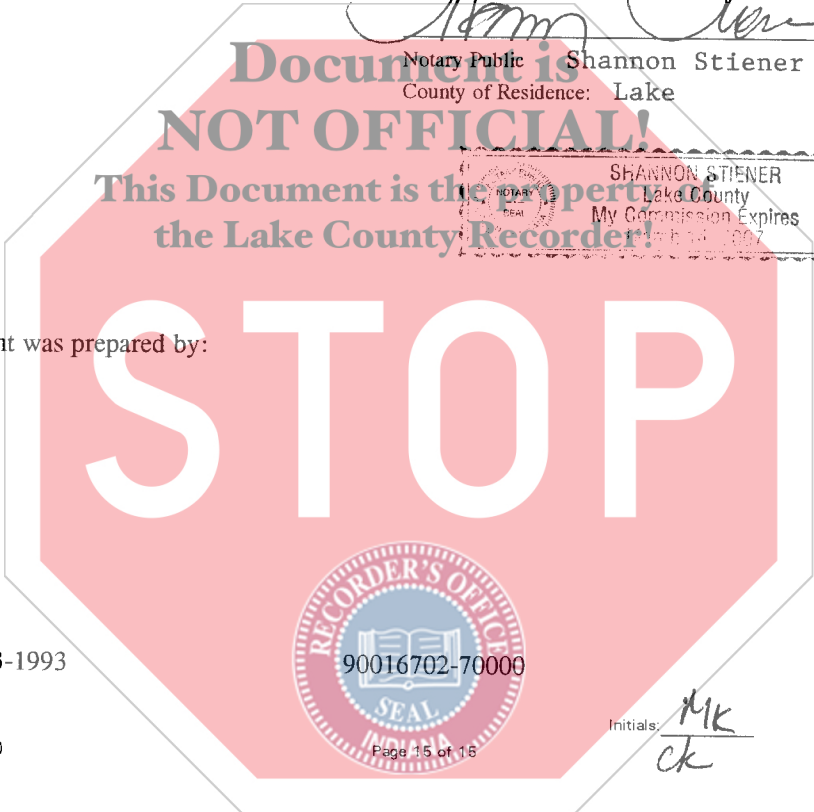 Document is
Notary Public Shannon Stiener
County of Residence: Lake
NOT OFFICIAL!
SHANNON STIENER
NOTARY
SEAL
Lake County
My Commission Expires
This Document is the property of
the Lake County Recorder!
STOP
nt was prepared by:
RECORDER'S OFFICE
-1993
90016702-70000
SEAL
INDIANA
Page 15 of 15
Initials: MK
CK